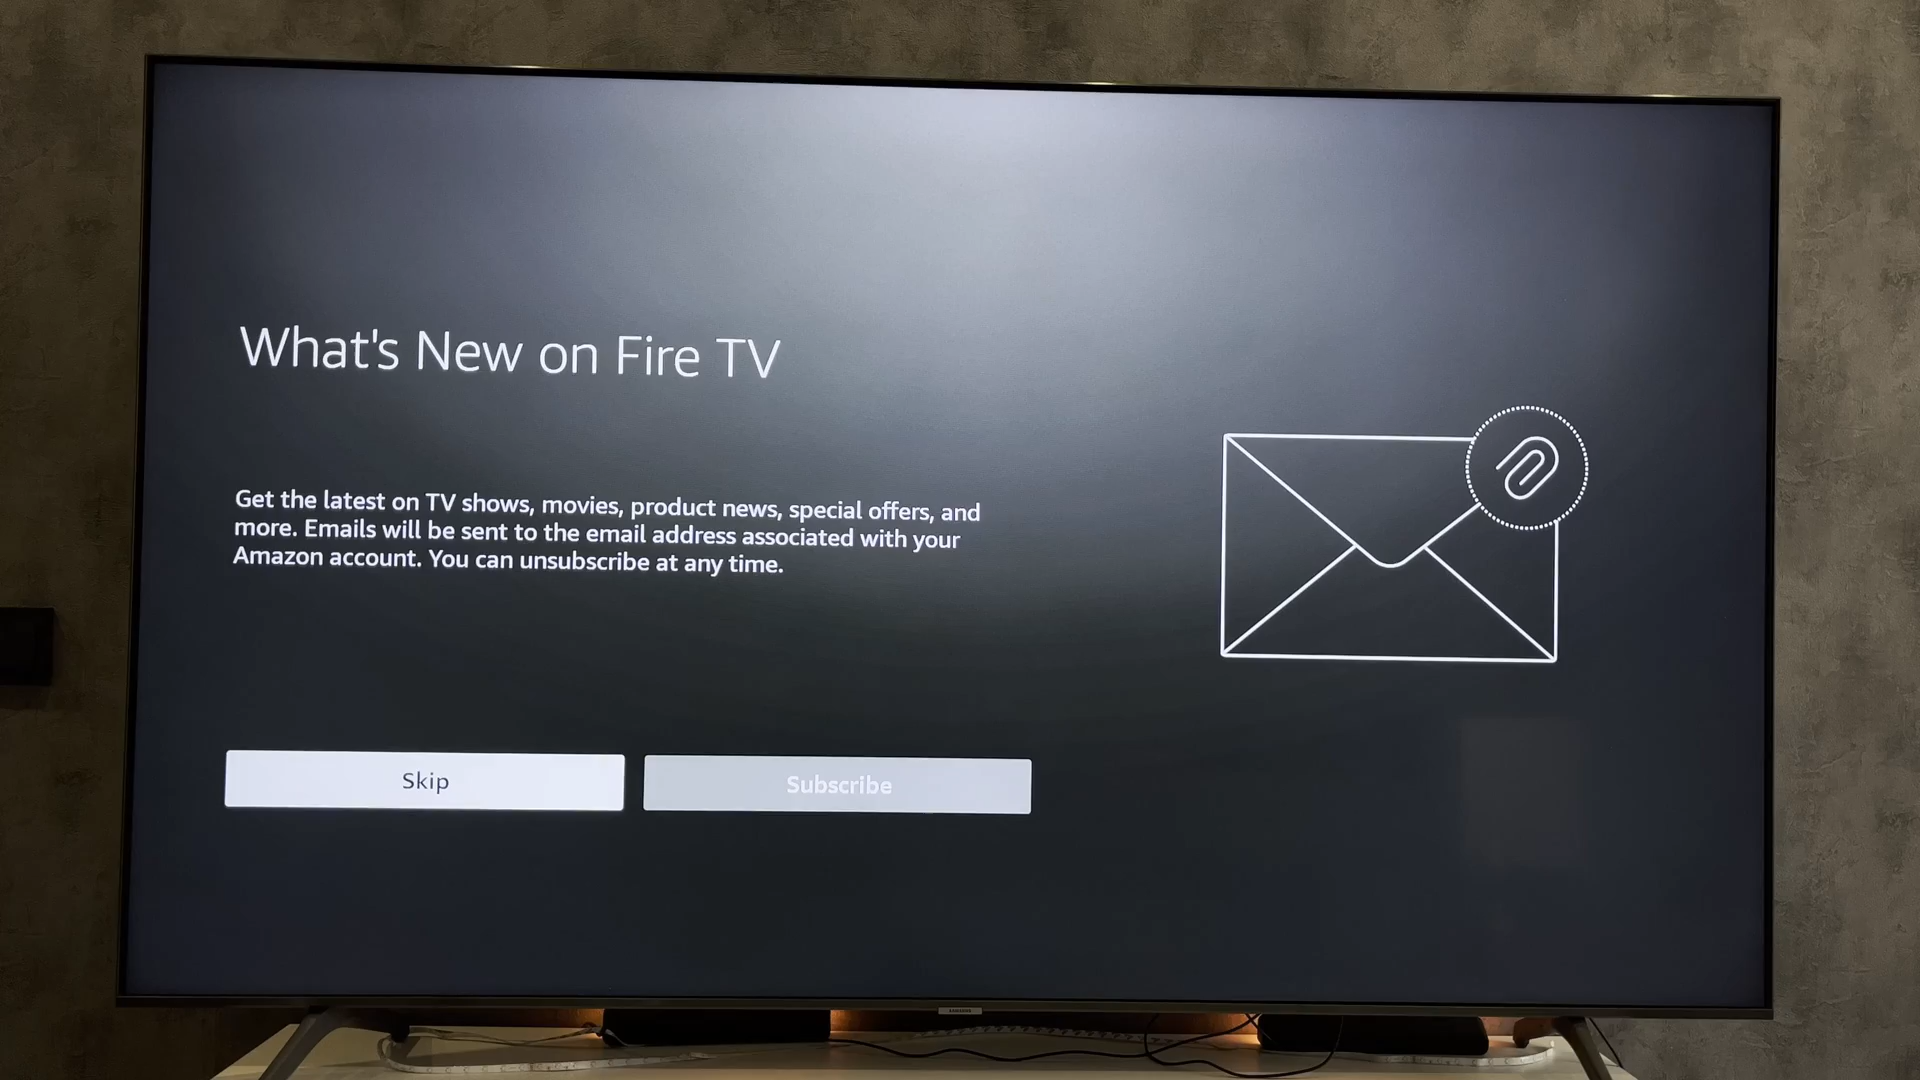 What's New on Fire TV
Get the latest on TV shows, movies, product news, special offers, and
more. Emails will be sent to the email address associated with your
Amazon account. You can unsubscribe at any time.
Skip
Subscribe